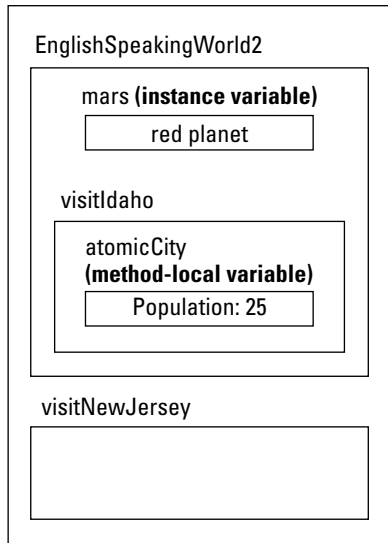 EnglishSpeakingWorld2
mars (instance variable)
red planet
visitIdaho
atomicCity
(method-local variable)
Population: 25
visitNewJersey